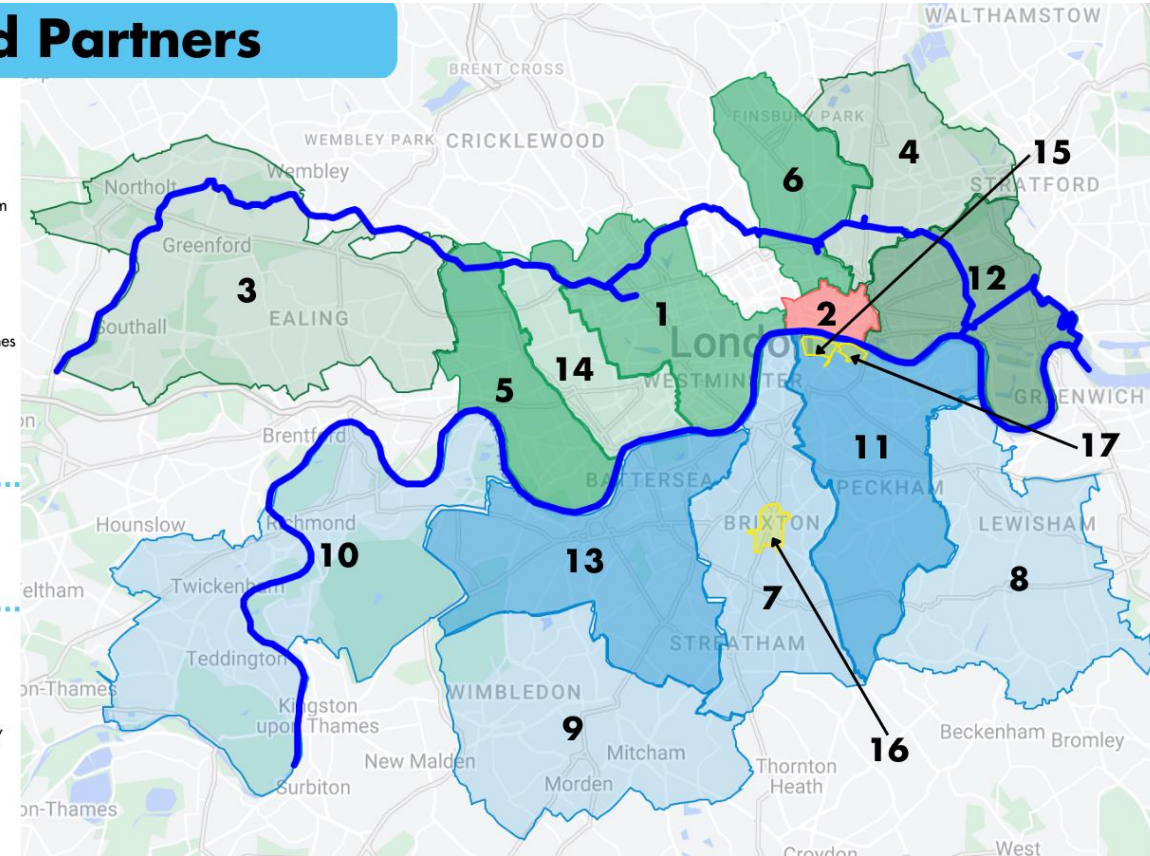 d Partners
WALTHAMSTOW
BRENT CROSS
FINSBURY PARK
WEMBLEY PARK
CRICKLEWOOD
4
15
Wembley
6
STRATFORD
Northolt
m
Greenford
12
3
EALING
1
2
Southall
nes
14
WESTMINSTER
5
GREENWICH
on
Brentford
11
17
BATTERSEA
PECKHAM
Hounslow
Richmond
BRIXTON
LEWISHAM
10
13
eltham
Twickenham
7
8
STREATHAM
Teddington
on-Thames
WIMBLEDON
Kingston
upon Thames
9
16
Beckenham
Bromley
New Malden
Mitcham
Thornton
Heath
Surbiton
Morden
on-Thames
Croydon
West